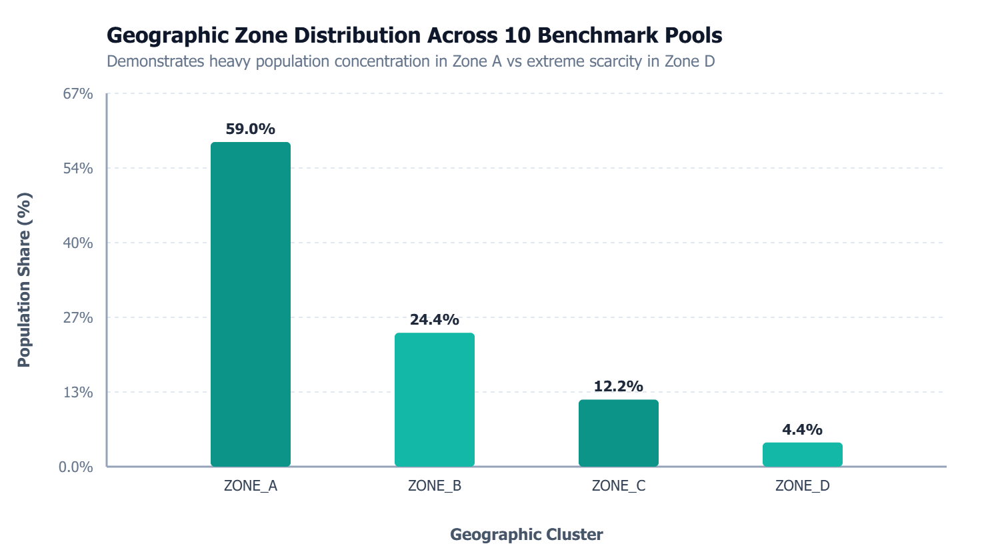 Geographic Zone Distribution Across 10 Benchmark Pools
Demonstrates heavy population concentration in Zone A vs extreme scarcity in Zone D
67%
54%
40%
27%
13%
0.0%
Population Share (%)
59.0%
24.4%
12.2%
4.4%
ZONE_A
ZONE_B
ZONE_C
ZONE_D
Geographic Cluster